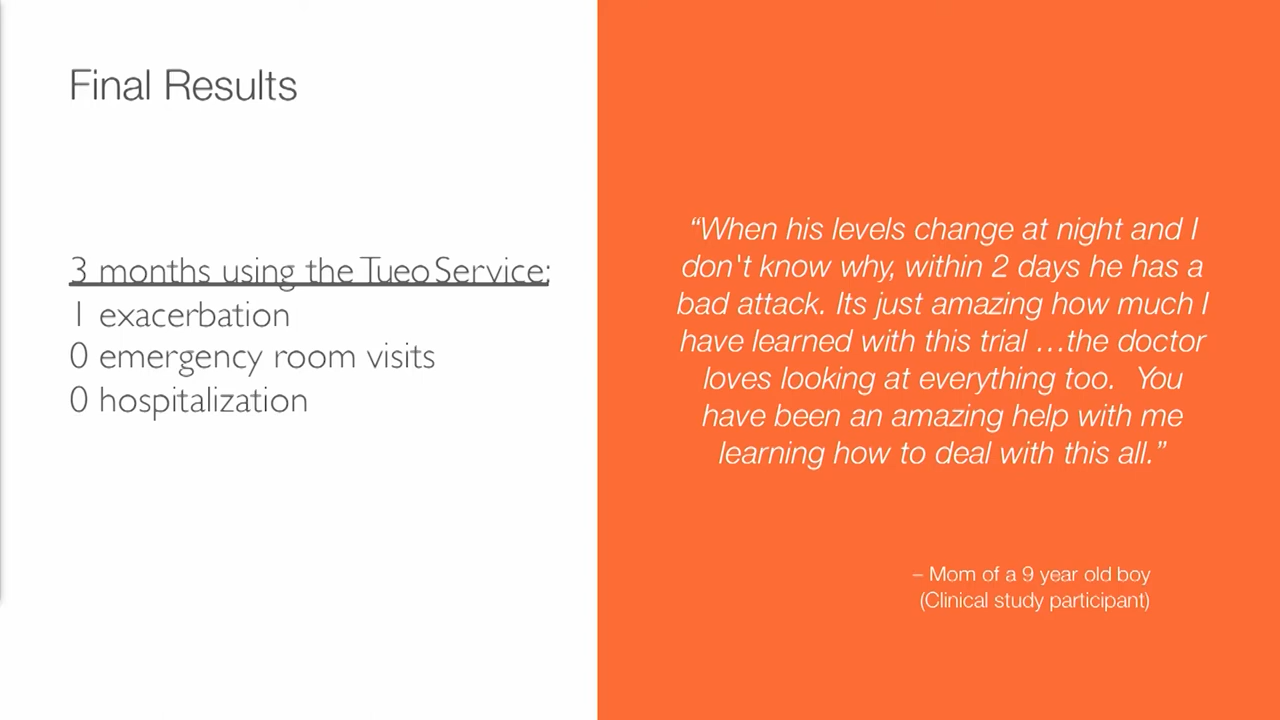 Final Results
3 months using the Tueo Service:
1 exacerbation
0 emergency room visits
0 hospitalization
“When his levels change at night and I
don't know why, within 2 days he has a
bad attack. Its just amazing how much I
have learned with this trial …the doctor
loves looking at everything too. You
have been an amazing help with me
learning how to deal with this all.”
– Mom of a 9 year old boy
(Clinical study participant)